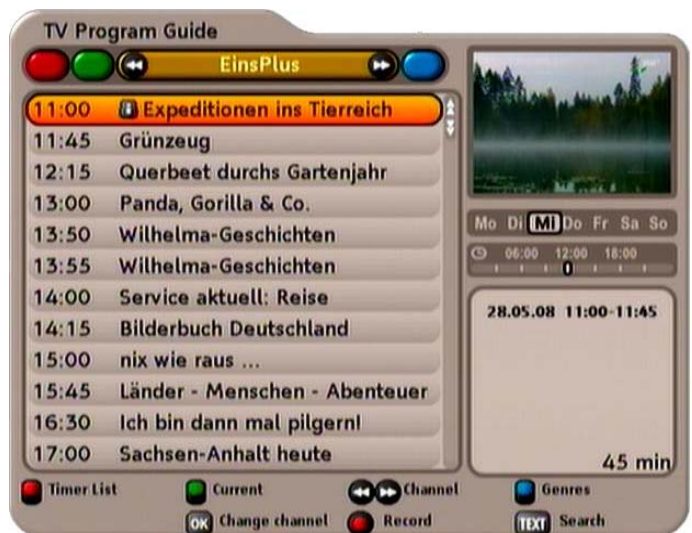 TV Program Guide
EinsPlus
11:00 Expeditionen ins Tierreich
11:45 Grünzeug
12:15 Querbeet durchs Gartenjahr
13:00 Panda, Gorilla & Co.
13:50 Wilhelma-Geschichten
13:55 Wilhelma-Geschichten
14:00 Service aktuell: Reise
14:15 Bilderbuch Deutschland
15:00 nix wie raus ...
15:45 Länder - Menschen - Abenteuer
16:30 Ich bin dann mal pilgern!
17:00 Sachsen-Anhalt heute
Mo Di Mi Do Fr Sa So
06:00 12:00 18:00
28.05.08 11:00-11:45
45 min
Timer List Current Channel Genres
OK Change channel Record TEXT Search